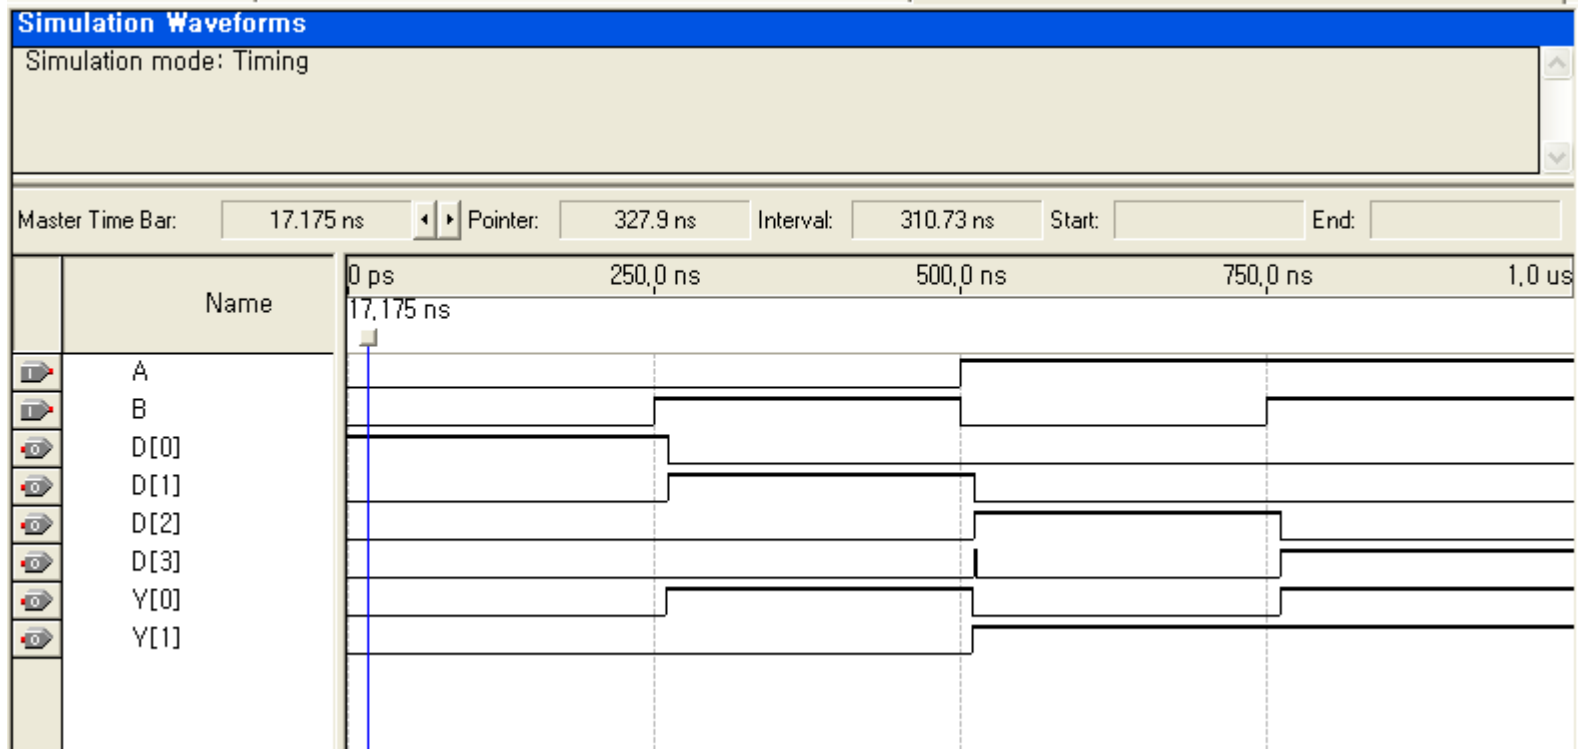 Simulation Waveforms
Simulation mode: Timing
Master Time Bar: 17.175 ns Pointer: 327.9 ns Interval: 310.73 ns Start: End:
Name 0 ps 250,0 ns 500,0 ns 750,0 ns 1,0 us
17,175 ns
A
B
D[0]
D[1]
D[2]
D[3]
Y[0]
Y[1]